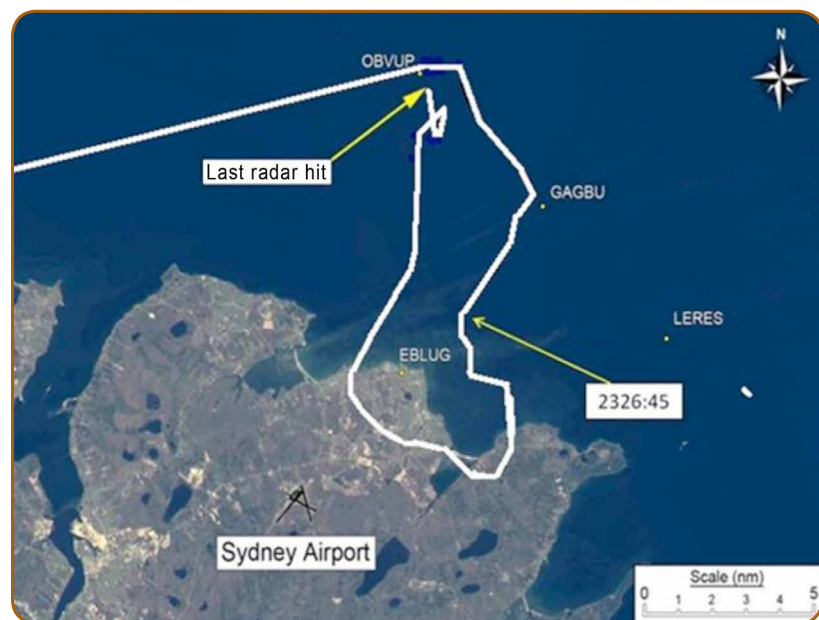 N
OBVUP
Last radar hit
GAGBU
LERES
EBLUG
2326:45
Sydney Airport
Scale (nm)
0 1 2 3 4 5